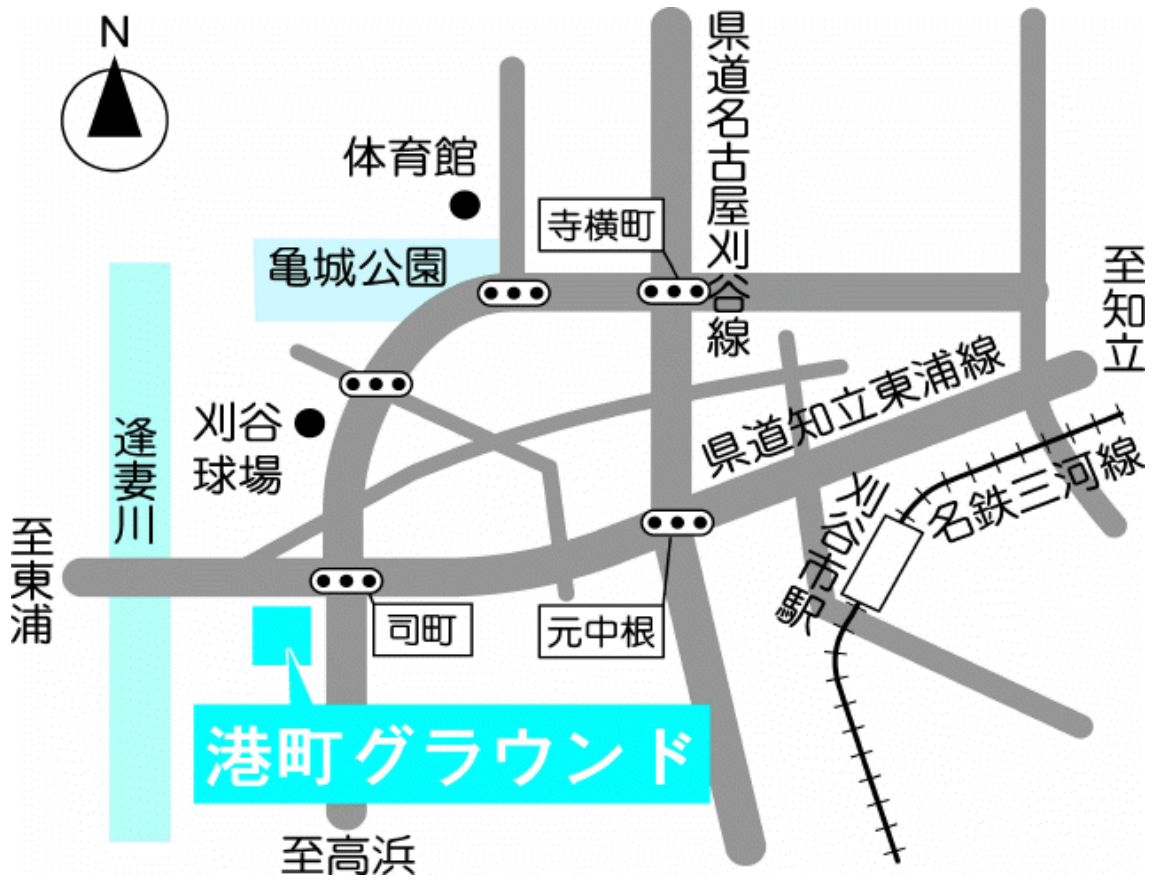 N
体育館
県道名古屋刈谷線
寺横町
亀城公園
至知立
刈谷
球場
逢妻川
県道知立東浦線
名鉄三河線
刈谷市駅
至東浦
司町
元中根
港町グラウンド
至高浜